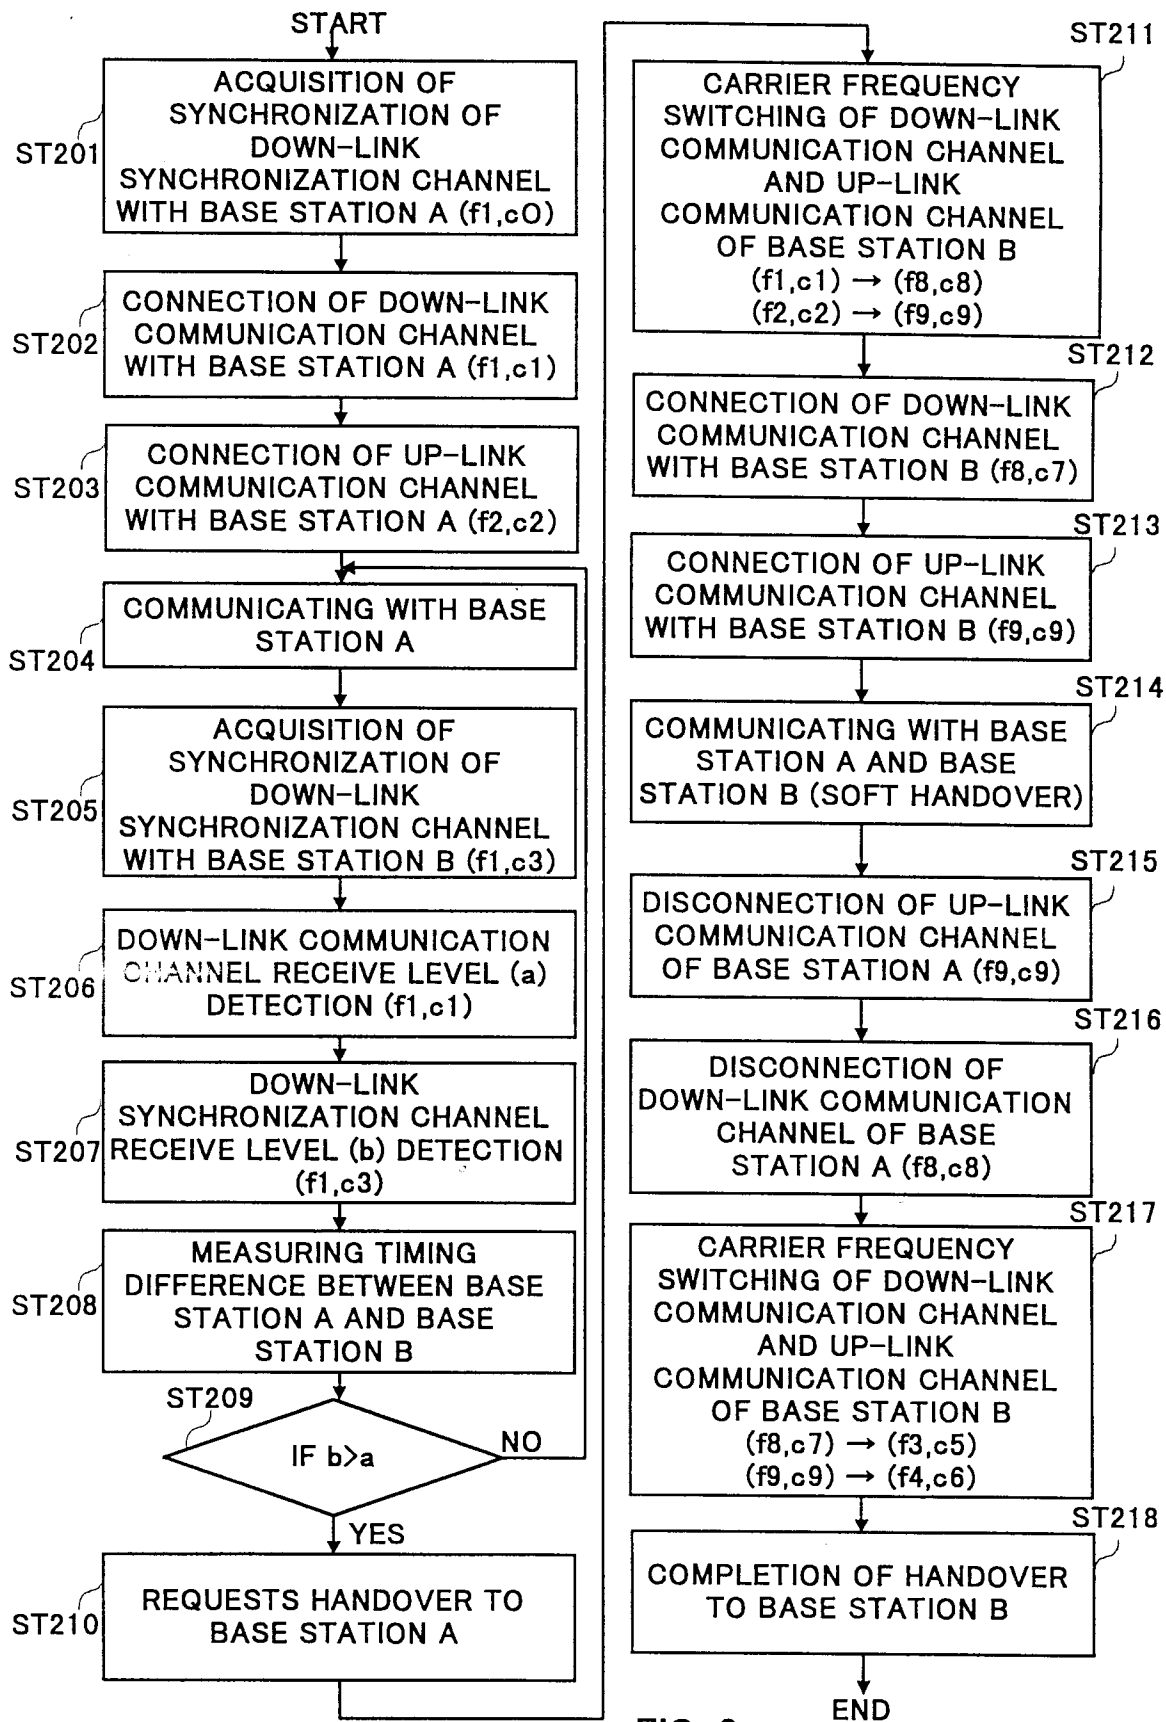 START
ST201
ACQUISITION OF
SYNCHRONIZATION OF
DOWN-LINK
SYNCHRONIZATION CHANNEL
WITH BASE STATION A (f1,c0)
ST202
CONNECTION OF DOWN-LINK
COMMUNICATION CHANNEL
WITH BASE STATION A (f1,c1)
ST203
CONNECTION OF UP-LINK
COMMUNICATION CHANNEL
WITH BASE STATION A (f2,c2)
ST204
COMMUNICATING WITH BASE
STATION A
ST205
ACQUISITION OF
SYNCHRONIZATION OF
DOWN-LINK
SYNCHRONIZATION CHANNEL
WITH BASE STATION B (f1,c3)
ST206
DOWN-LINK COMMUNICATION
CHANNEL RECEIVE LEVEL (a)
DETECTION (f1,c1)
ST207
DOWN-LINK
SYNCHRONIZATION CHANNEL
RECEIVE LEVEL (b) DETECTION
(f1,c3)
ST208
MEASURING TIMING
DIFFERENCE BETWEEN BASE
STATION A AND BASE
STATION B
ST209
IF b>a
NO
YES
ST210
REQUESTS HANDOVER TO
BASE STATION A
ST211
CARRIER FREQUENCY
SWITCHING OF DOWN-LINK
COMMUNICATION CHANNEL
AND UP-LINK
COMMUNICATION CHANNEL
OF BASE STATION B
(f1,c1) → (f8,c8)
(f2,c2) → (f9,c9)
ST212
CONNECTION OF DOWN-LINK
COMMUNICATION CHANNEL
WITH BASE STATION B (f8,c7)
ST213
CONNECTION OF UP-LINK
COMMUNICATION CHANNEL
WITH BASE STATION B (f9,c9)
ST214
COMMUNICATING WITH BASE
STATION A AND BASE
STATION B (SOFT HANDOVER)
ST215
DISCONNECTION OF UP-LINK
COMMUNICATION CHANNEL
OF BASE STATION A (f9,c9)
ST216
DISCONNECTION OF
DOWN-LINK COMMUNICATION
CHANNEL OF BASE
STATION A (f8,c8)
ST217
CARRIER FREQUENCY
SWITCHING OF DOWN-LINK
COMMUNICATION CHANNEL
AND UP-LINK
COMMUNICATION CHANNEL
OF BASE STATION B
(f8,c7) → (f3,c5)
(f9,c9) → (f4,c6)
ST218
COMPLETION OF HANDOVER
TO BASE STATION B
END